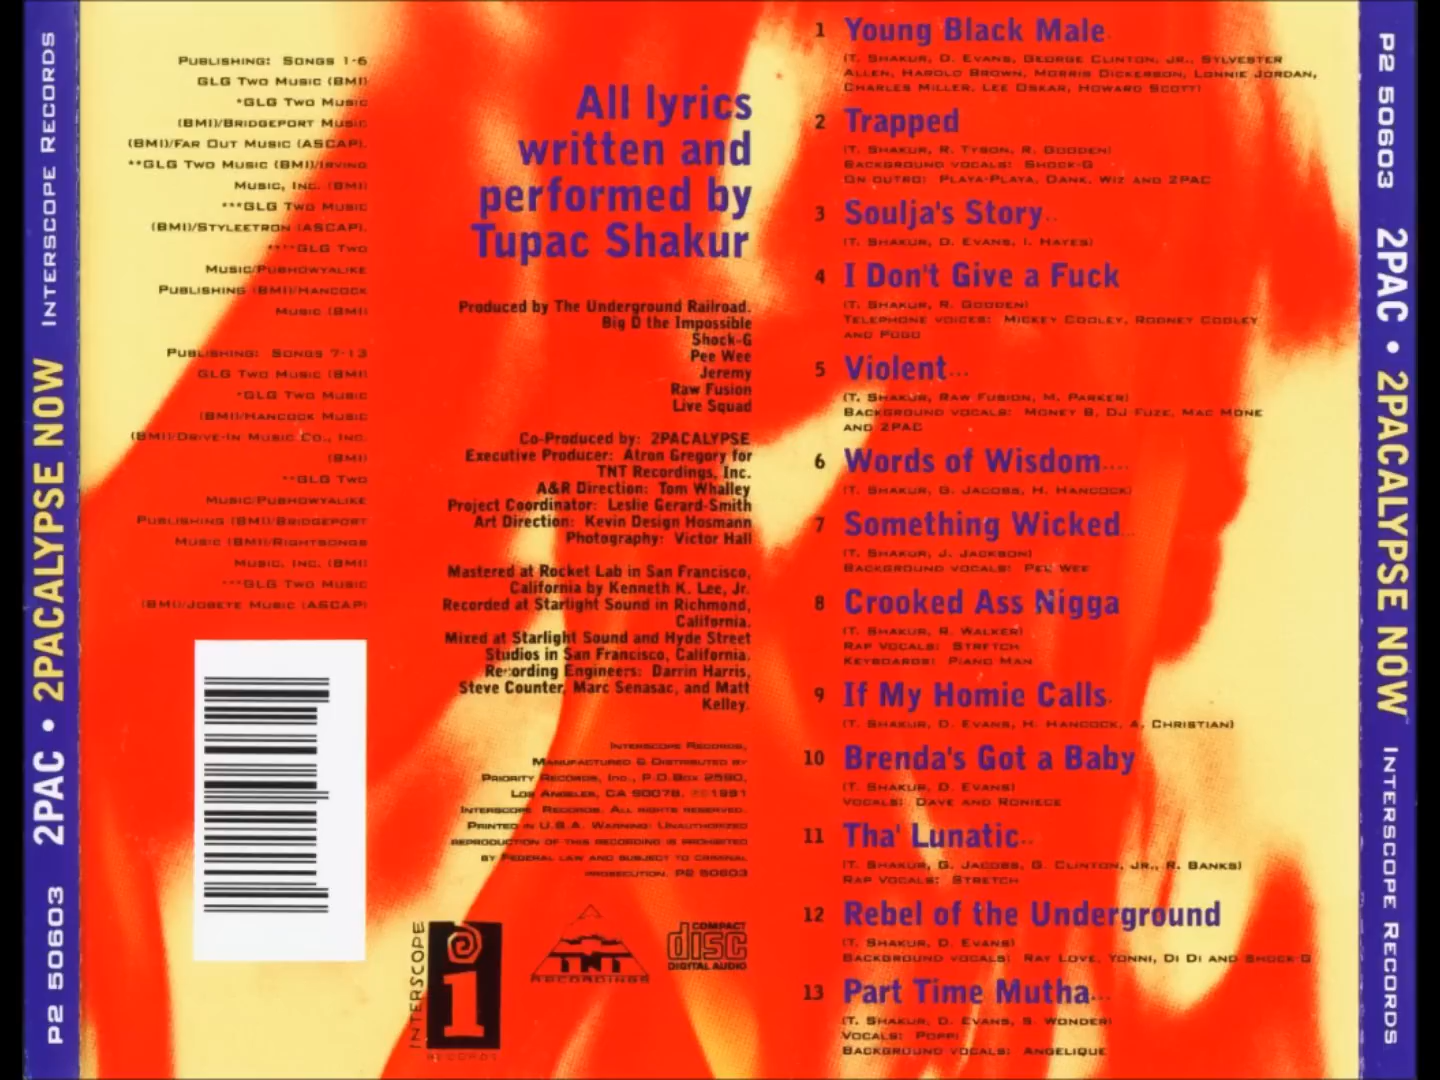 INTERSCOPE RECORDS
P2 50603 2PAC • 2PACALYPSE NOW
PUBLISHING: SONGS 1-6
GLG TWO MUSIC (BMI)
*GLG TWO MUSIC
(BMI)/BRIDGEPORT MUSIC
(BMI)/FAR OUT MUSIC (ASCAP).
**GLG TWO MUSIC (BMI)/IRVING
MUSIC, INC. (BMI)
***GLG TWO MUSIC
(BMI)/STYLEETRON (ASCAP).
****GLG TWO
MUSIC/PUBHOWYALIKE
PUBLISHING (BMI)/HANCOCK
MUSIC (BMI)
PUBLISHING: SONGS 7-13
GLG TWO MUSIC (BMI)
*GLG TWO MUSIC
(BMI)/HANCOCK MUSIC
(BMI)/DRIVE-IN MUSIC CO., INC.
(BMI)
**GLG TWO
MUSIC/PUBHOWYALIKE
PUBLISHING (BMI)/BRIDGEPORT
MUSIC (BMI)/RIGHTSONGS
MUSIC, INC. (BMI)
***GLG TWO MUSIC
(BMI)/JOBETE MUSIC (ASCAP)
All lyrics
written and
performed by
Tupac Shakur
Produced by The Underground Railroad.
Big D the Impossible
Shock-G
Pee Wee
Jeremy
Raw Fusion
Live Squad
Co-Produced by: 2PACALYPSE
Executive Producer: Atron Gregory for
TNT Recordings, Inc.
A&R Direction: Tom Whalley
Project Coordinator: Leslie Gerard-Smith
Art Direction: Kevin Design Hosmann
Photography: Victor Hall
Mastered at Rocket Lab in San Francisco,
California by Kenneth K. Lee, Jr.
Recorded at Starlight Sound in Richmond,
California.
Mixed at Starlight Sound and Hyde Street
Studios in San Francisco, California.
Recording Engineers: Darrin Harris,
Steve Counter, Marc Senasac, and Matt
Kelley.
INTERSCOPE RECORDS,
MANUFACTURED & DISTRIBUTED BY
PRIORITY RECORDS, INC., P.O.BOX 2590,
LOS ANGELES, CA 90078. 1991
INTERSCOPE RECORDS. ALL RIGHTS RESERVED.
PRINTED IN U.S.A. WARNING: UNAUTHORIZED
REPRODUCTION OF THIS RECORDING IS PROHIBITED
BY FEDERAL LAW AND SUBJECT TO CRIMINAL
PROSECUTION. P2 50603
INTERSCOPE
i
RECORDS
TNT
RECORDINGS
COMPACT
disc
DIGITAL AUDIO
1 Young Black Male
(T. SHAKUR, D. EVANS, GEORGE CLINTON, JR., SYLVESTER
ALLEN, HAROLD BROWN, MORRIS DICKERSON, LONNIE JORDAN,
CHARLES MILLER, LEE OSKAR, HOWARD SCOTT)
2 Trapped
(T. SHAKUR, R. TYSON, R. GOODEN)
BACKGROUND VOCALS: SHOCK-G
ON OUTRO: PLAYA-PLAYA, DANK, WIZ AND 2PAC
3 Soulja's Story..
(T. SHAKUR, D. EVANS, I. HAYES)
4 I Don't Give a Fuck
(T. SHAKUR, R. GOODEN)
TELEPHONE VOICES: MICKEY COOLEY, RODNEY COOLEY
AND POGO
5 Violent...
(T. SHAKUR, RAW FUSION, M. PARKER)
BACKGROUND VOCALS: MONEY B, DJ FUZE, MAC MONE
AND 2PAC
6 Words of Wisdom....
(T. SHAKUR, G. JACOBS, H. HANCOCK)
7 Something Wicked..
(T. SHAKUR, J. JACKSON)
BACKGROUND VOCALS: PEE WEE
8 Crooked Ass Nigga
(T. SHAKUR, R. WALKER)
RAP VOCALS: STRETCH
KEYBOARDS: PIANO MAN
9 If My Homie Calls.
(T. SHAKUR, D. EVANS, H. HANCOCK, A. CHRISTIAN)
10 Brenda's Got a Baby
(T. SHAKUR, D. EVANS)
VOCALS: DAVE AND RONIECE
11 Tha' Lunatic..
(T. SHAKUR, G. JACOBS, G. CLINTON, JR., R. BANKS)
RAP VOCALS: STRETCH
12 Rebel of the Underground
(T. SHAKUR, D. EVANS)
BACKGROUND VOCALS: RAY LOVE, YONNI, DI DI AND SHOCK-G
13 Part Time Mutha...
(T. SHAKUR, D. EVANS, S. WONDER)
VOCALS: POPPI
BACKGROUND VOCALS: ANGELIQUE
P2 50603 2PAC • 2PACALYPSE NOW
INTERSCOPE RECORDS